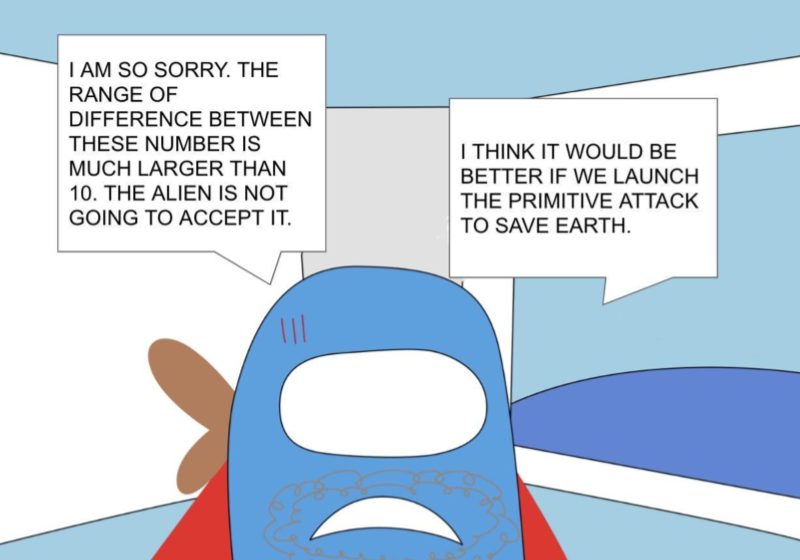 I AM SO SORRY. THE
RANGE OF
DIFFERENCE BETWEEN
THESE NUMBER IS
MUCH LARGER THAN
10. THE ALIEN IS NOT
GOING TO ACCEPT IT.
I THINK IT WOULD BE
BETTER IF WE LAUNCH
THE PRIMITIVE ATTACK
TO SAVE EARTH.